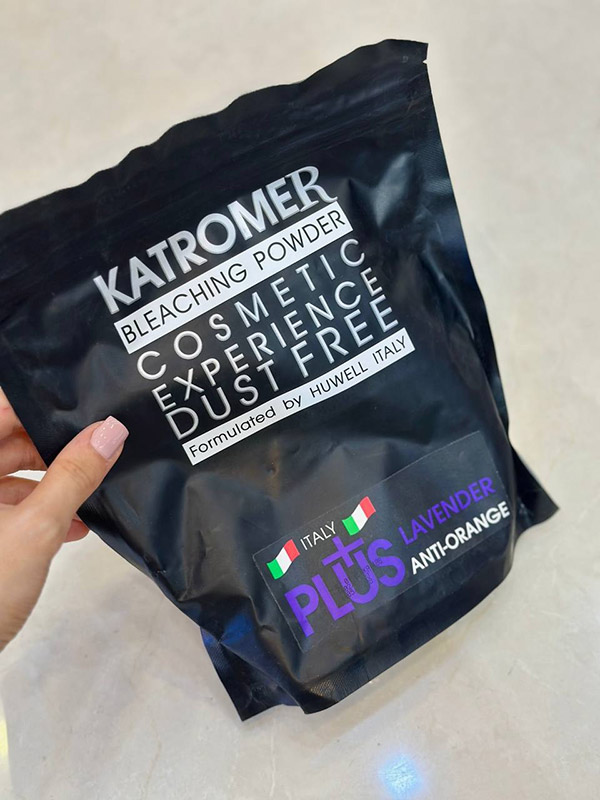 KATROMER
BLEACHING POWDER
COSMETIC
EXPERIENCE
DUST FREE
Formulated by HUWELL ITALY
ITALY
PLUS
LAVENDER
ANTI-ORANGE